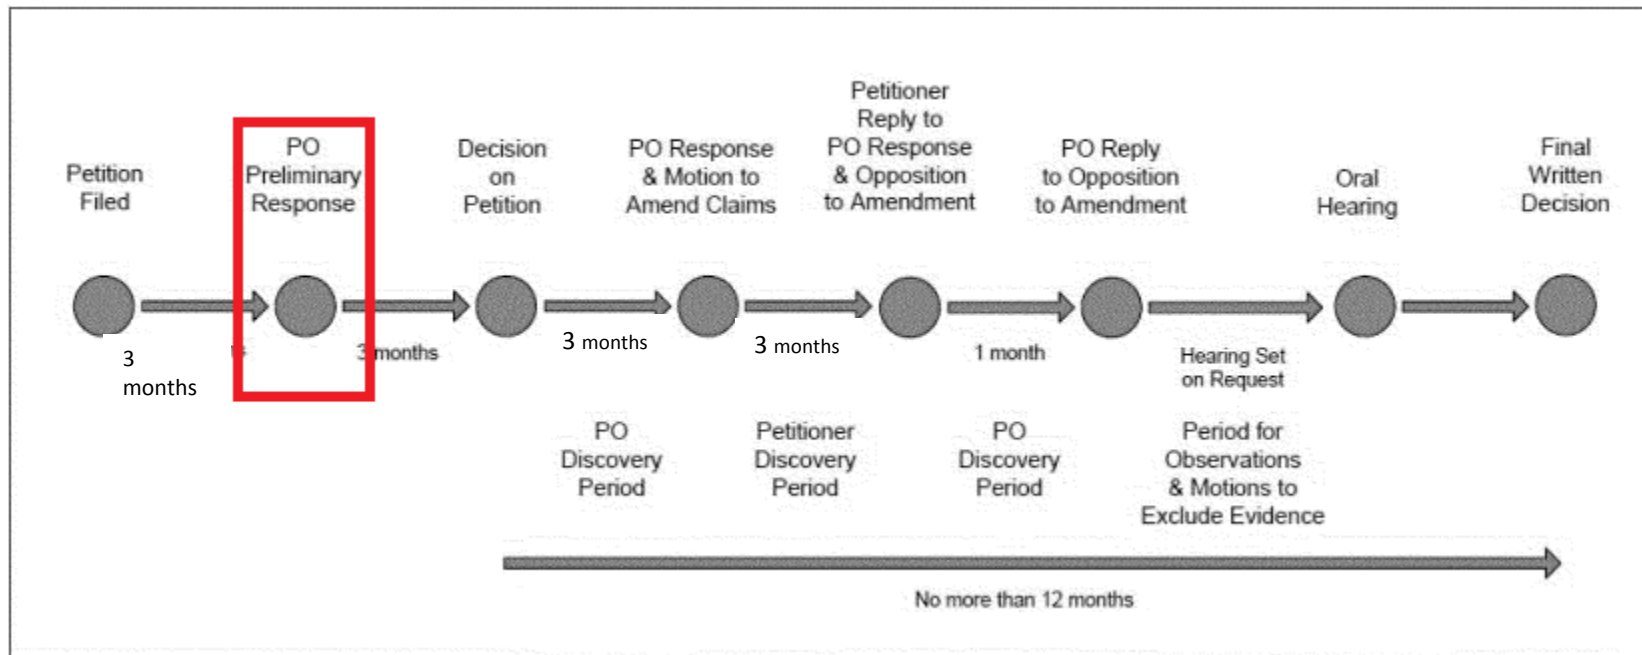 Petition
Filed
PO
Preliminary
Response
Decision
on
Petition
PO Response
& Motion to
Amend Claims
Petitioner
Reply to
PO Response
& Opposition
to Amendment
PO Reply
to Opposition
to Amendment
Oral
Hearing
Final
Written
Decision
3
months
3 months
3 months
3 months
1 month
Hearing Set
on Request
PO
Discovery
Period
Petitioner
Discovery
Period
PO
Discovery
Period
Period for
Observations
& Motions to
Exclude Evidence
No more than 12 months